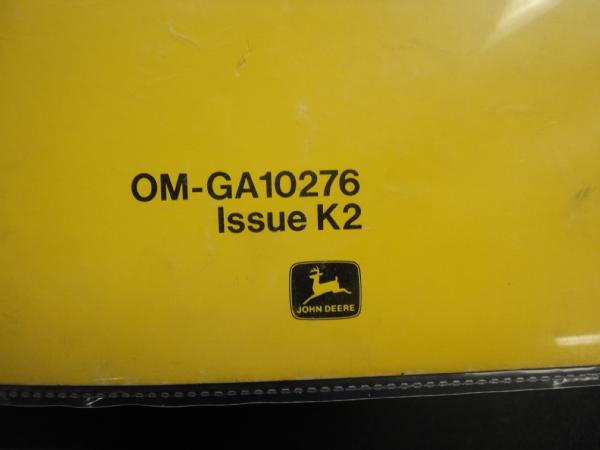 OM-GA10276
Issue K2
JOHN DEERE